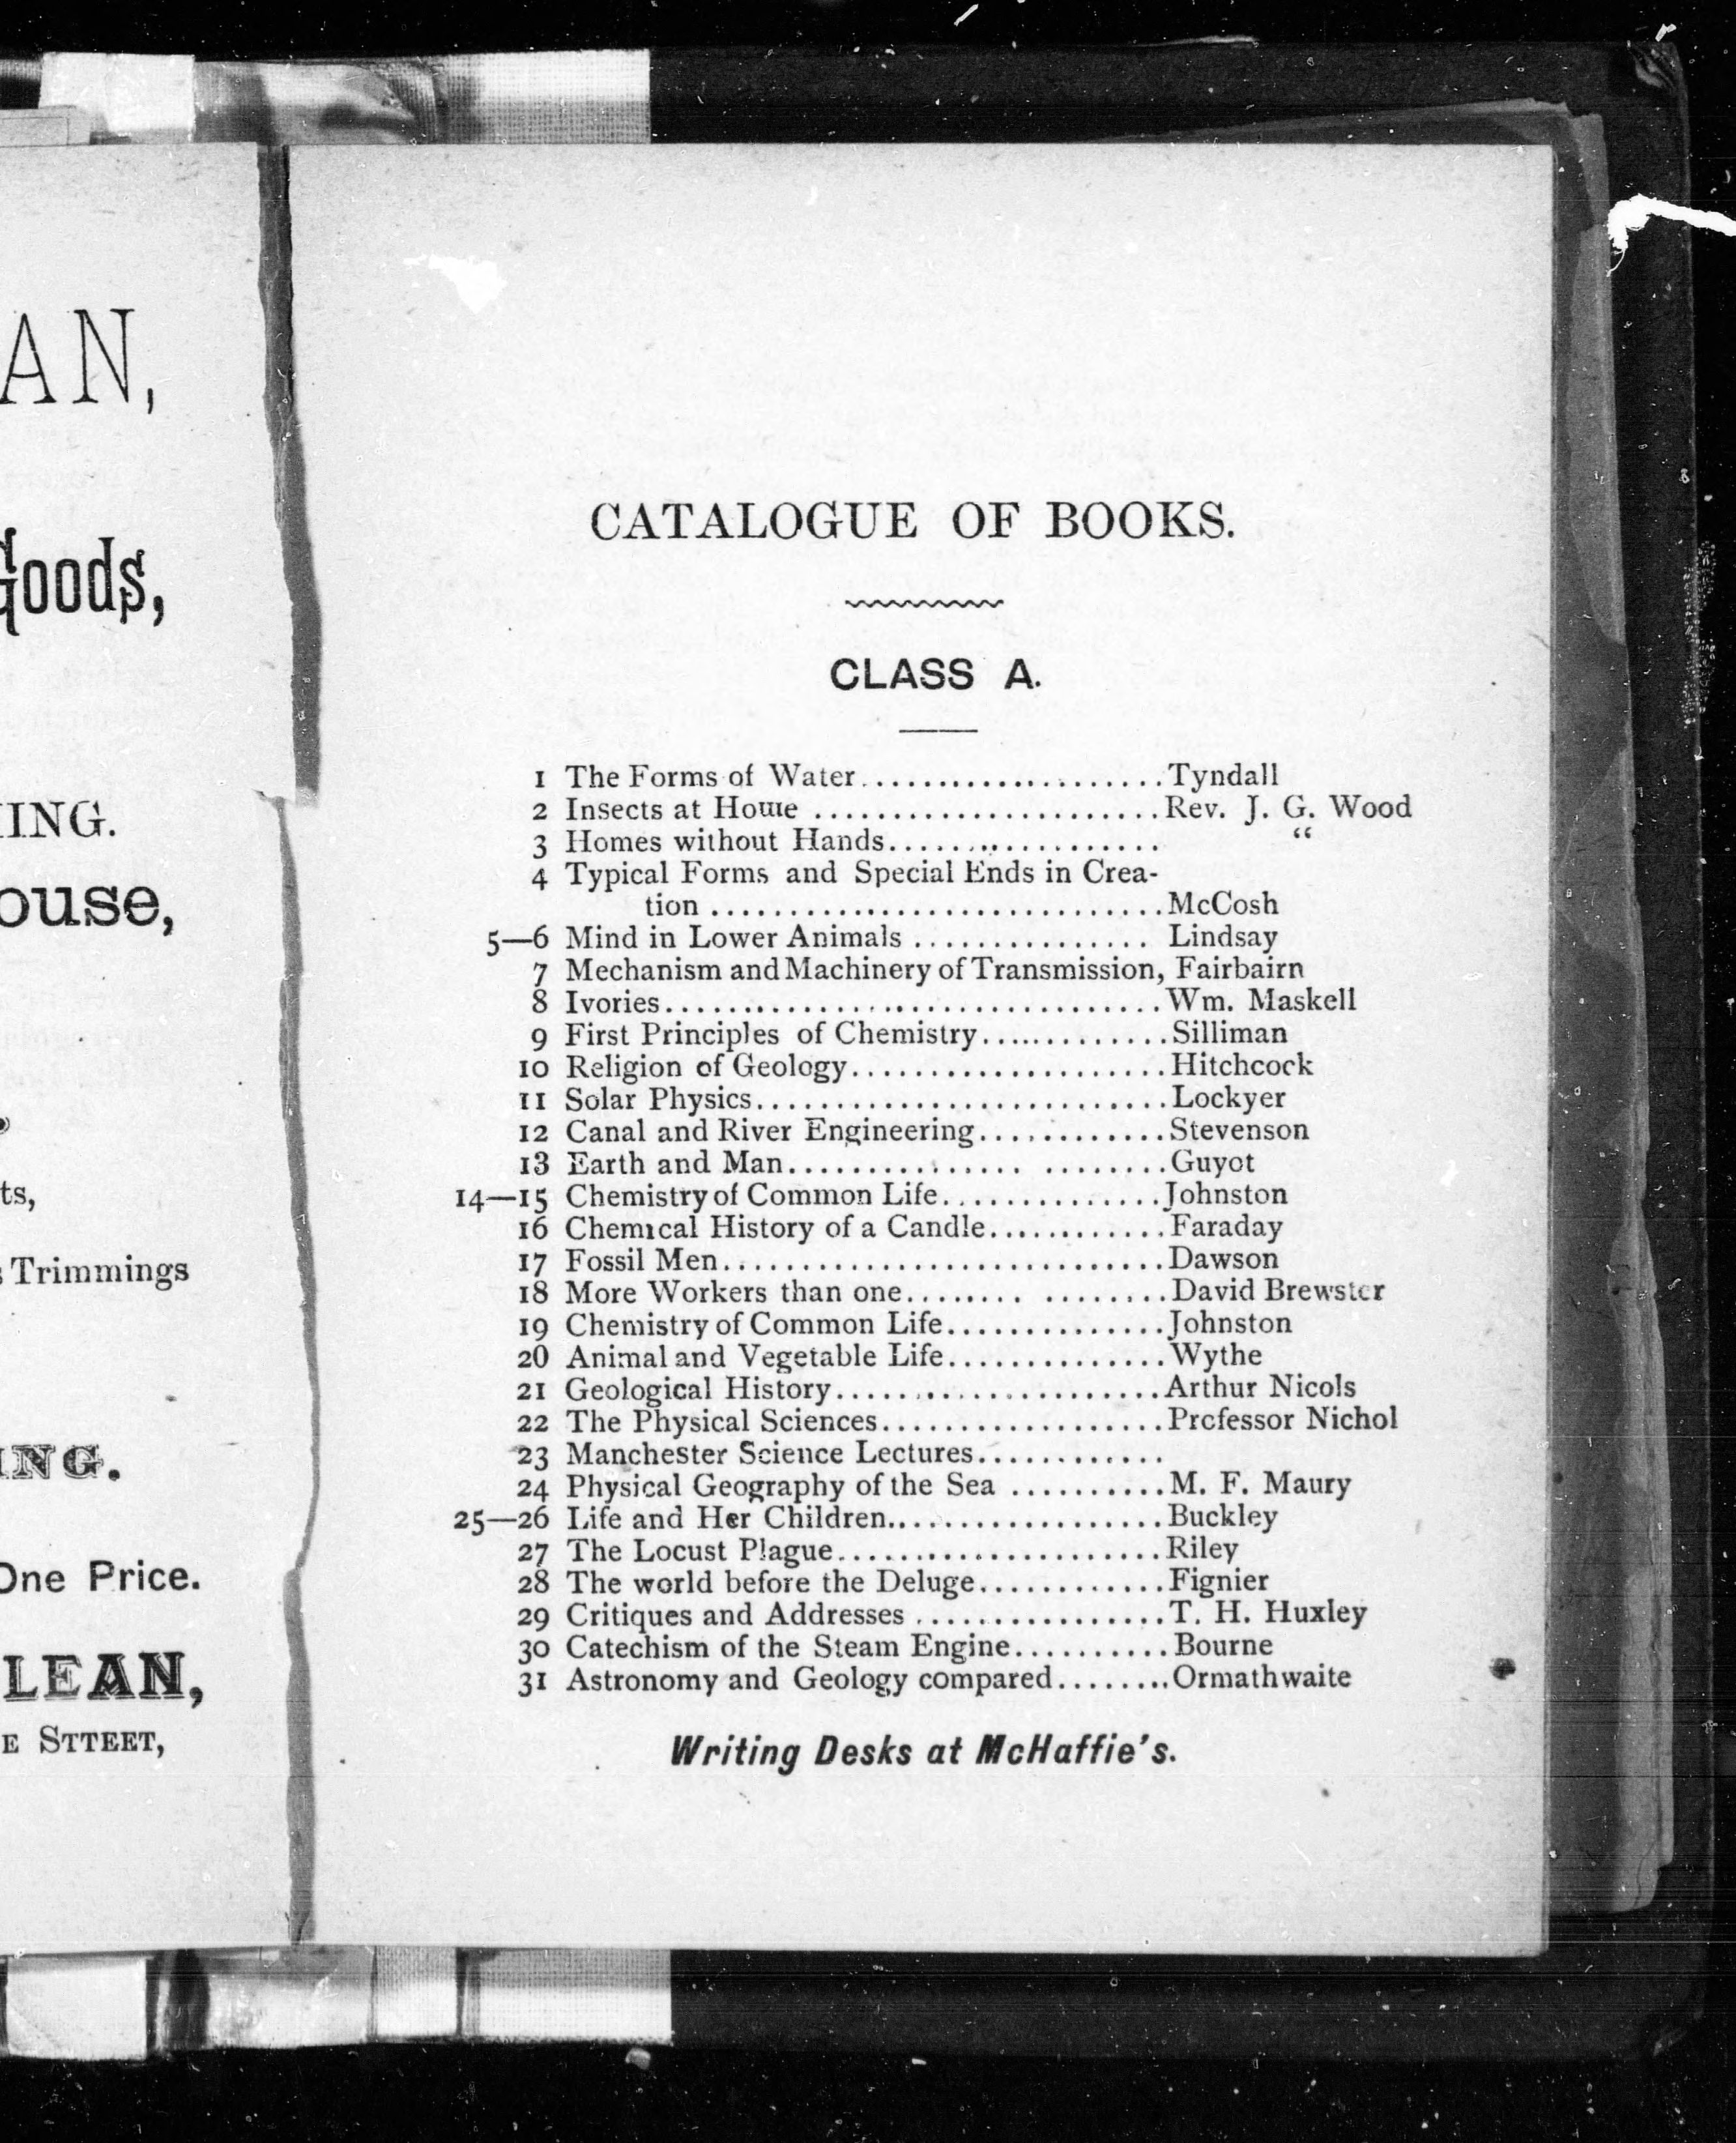 AN,
Goods,
ING.
ouse,
ts,
Trimmings
ING.
One Price.
LEAN,
E STTEET,
CATALOGUE OF BOOKS.
CLASS A.
1 The Forms of Water....................Tyndall
2 Insects at Home ......................Rev. J. G. Wood
3 Homes without Hands.................. “
4 Typical Forms and Special Ends in Crea-
tion .............................McCosh
5—6 Mind in Lower Animals ............... Lindsay
7 Mechanism and Machinery of Transmission, Fairbairn
8 Ivories................................Wm. Maskell
9 First Principles of Chemistry............Silliman
10 Religion of Geology....................Hitchcock
11 Solar Physics..........................Lockyer
12 Canal and River Engineering............Stevenson
13 Earth and Man............... ........Guyot
14—15 Chemistry of Common Life..............Johnston
16 Chemical History of a Candle............Faraday
17 Fossil Men............................Dawson
18 More Workers than one........ ........David Brewster
19 Chemistry of Common Life..............Johnston
20 Animal and Vegetable Life..............Wythe
21 Geological History.....................Arthur Nicols
22 The Physical Sciences..................Professor Nichol
23 Manchester Science Lectures............
24 Physical Geography of the Sea ..........M. F. Maury
25—26 Life and Her Children..................Buckley
27 The Locust Plague.....................Riley
28 The world before the Deluge............Fignier
29 Critiques and Addresses ................T. H. Huxley
30 Catechism of the Steam Engine..........Bourne
31 Astronomy and Geology compared........Ormathwaite
Writing Desks at McHaffie's.